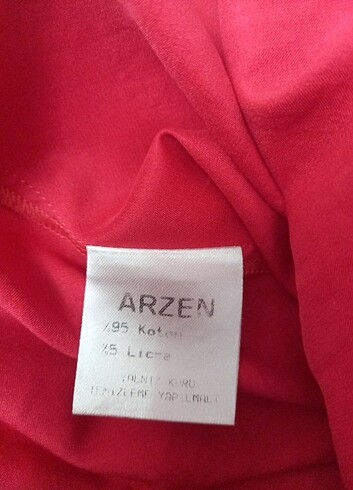 ARZEN
%95 Koton
%5 Licra
YALNIZ KURU
TEMİZLEME YAPILMALI